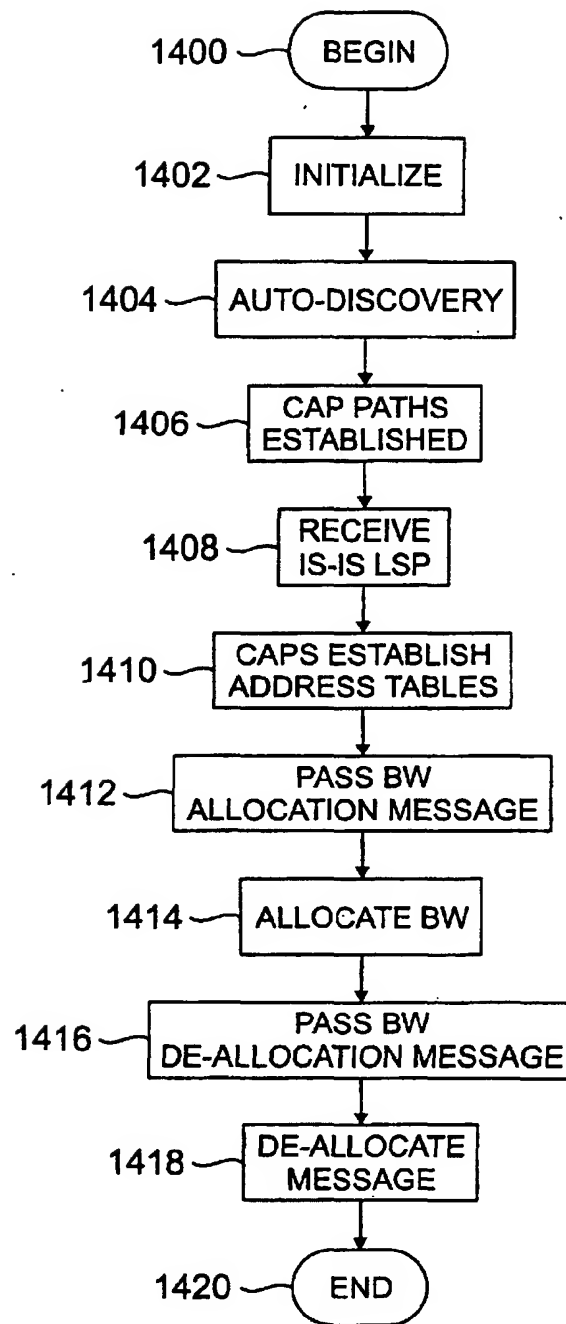 1400
BEGIN
1402
INITIALIZE
1404
AUTO-DISCOVERY
1406
CAP PATHS
ESTABLISHED
1408
RECEIVE
IS-IS LSP
1410
CAPS ESTABLISH
ADDRESS TABLES
1412
PASS BW
ALLOCATION MESSAGE
1414
ALLOCATE BW
1416
PASS BW
DE-ALLOCATION MESSAGE
1418
DE-ALLOCATE
MESSAGE
1420
END